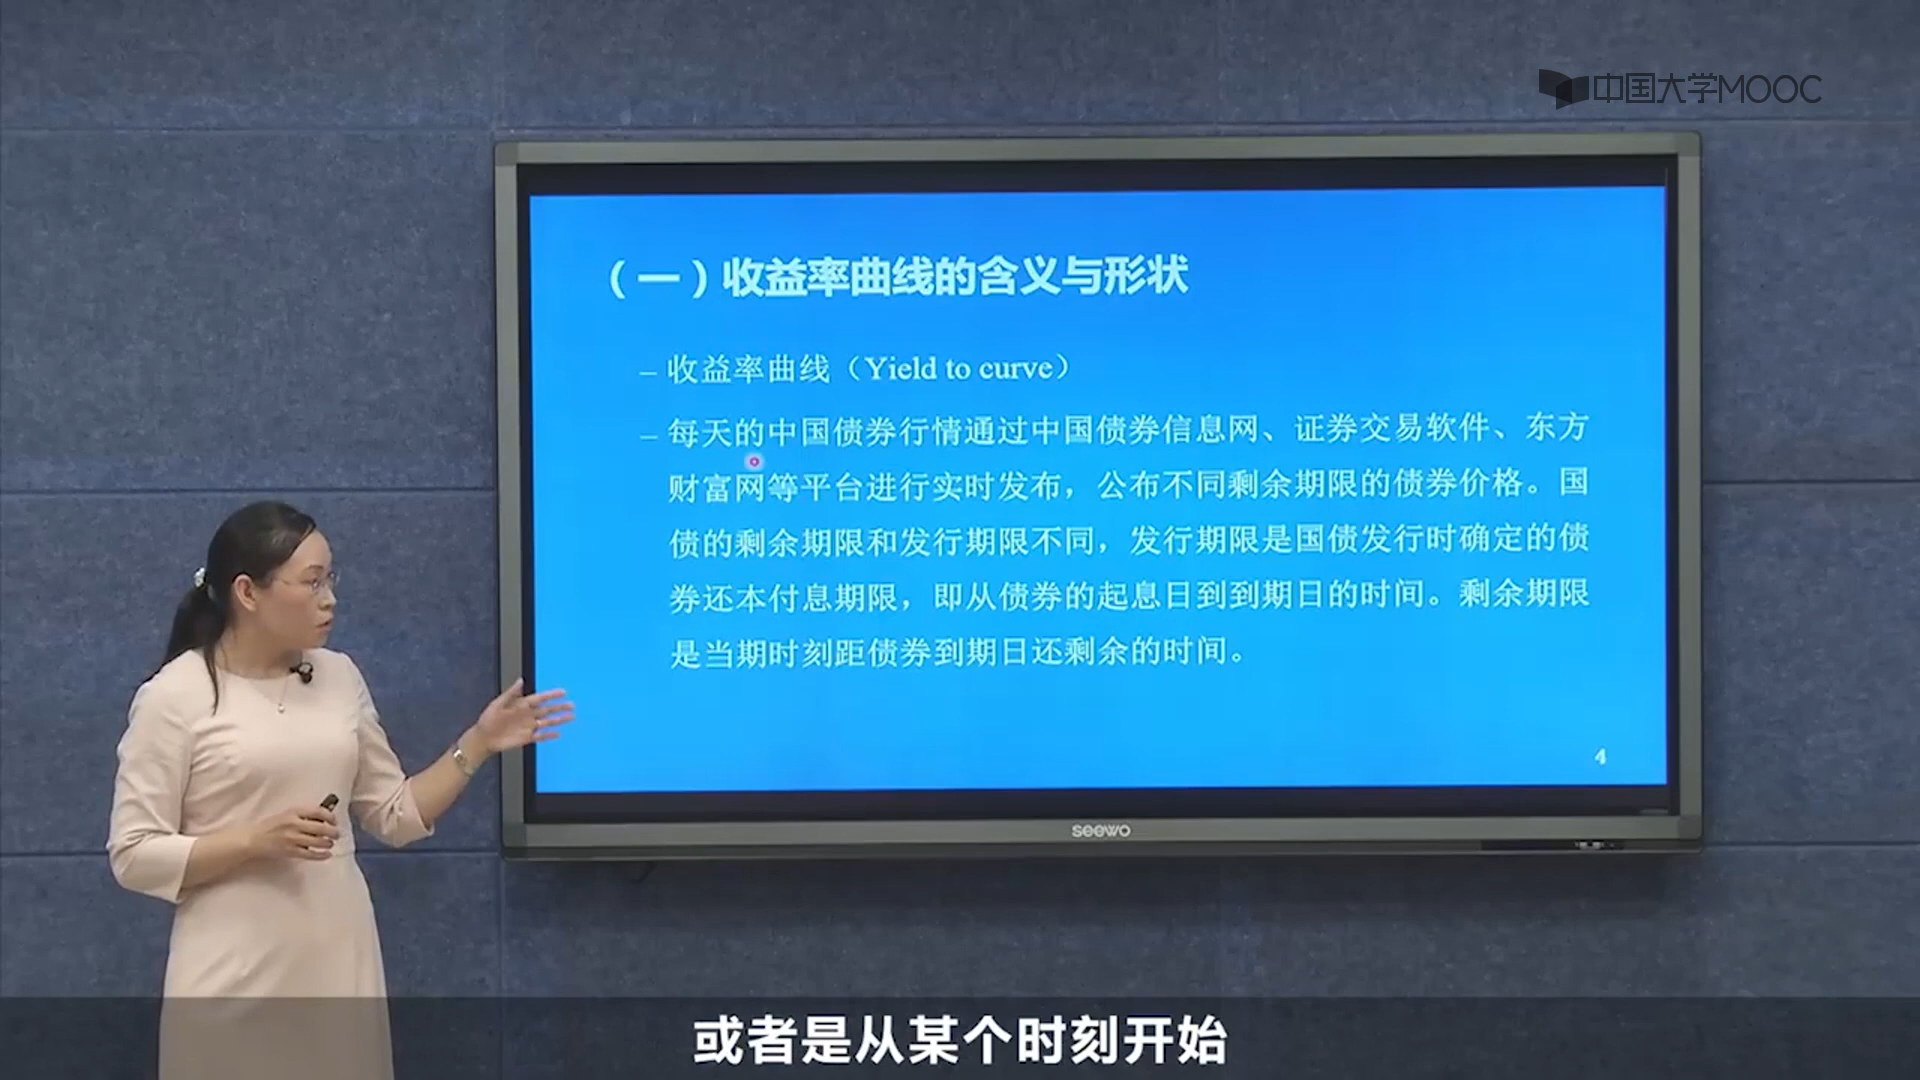 中国大学MOOC
（一）收益率曲线的含义与形状
– 收益率曲线（Yield to curve）
– 每天的中国债券行情通过中国债券信息网、证券交易软件、东方
财富网等平台进行实时发布，公布不同剩余期限的债券价格。国
债的剩余期限和发行期限不同，发行期限是国债发行时确定的债
券还本付息期限，即从债券的起息日到到期日的时间。剩余期限
是当期时刻距债券到期日还剩余的时间。
4
seewo
或者是从某个时刻开始